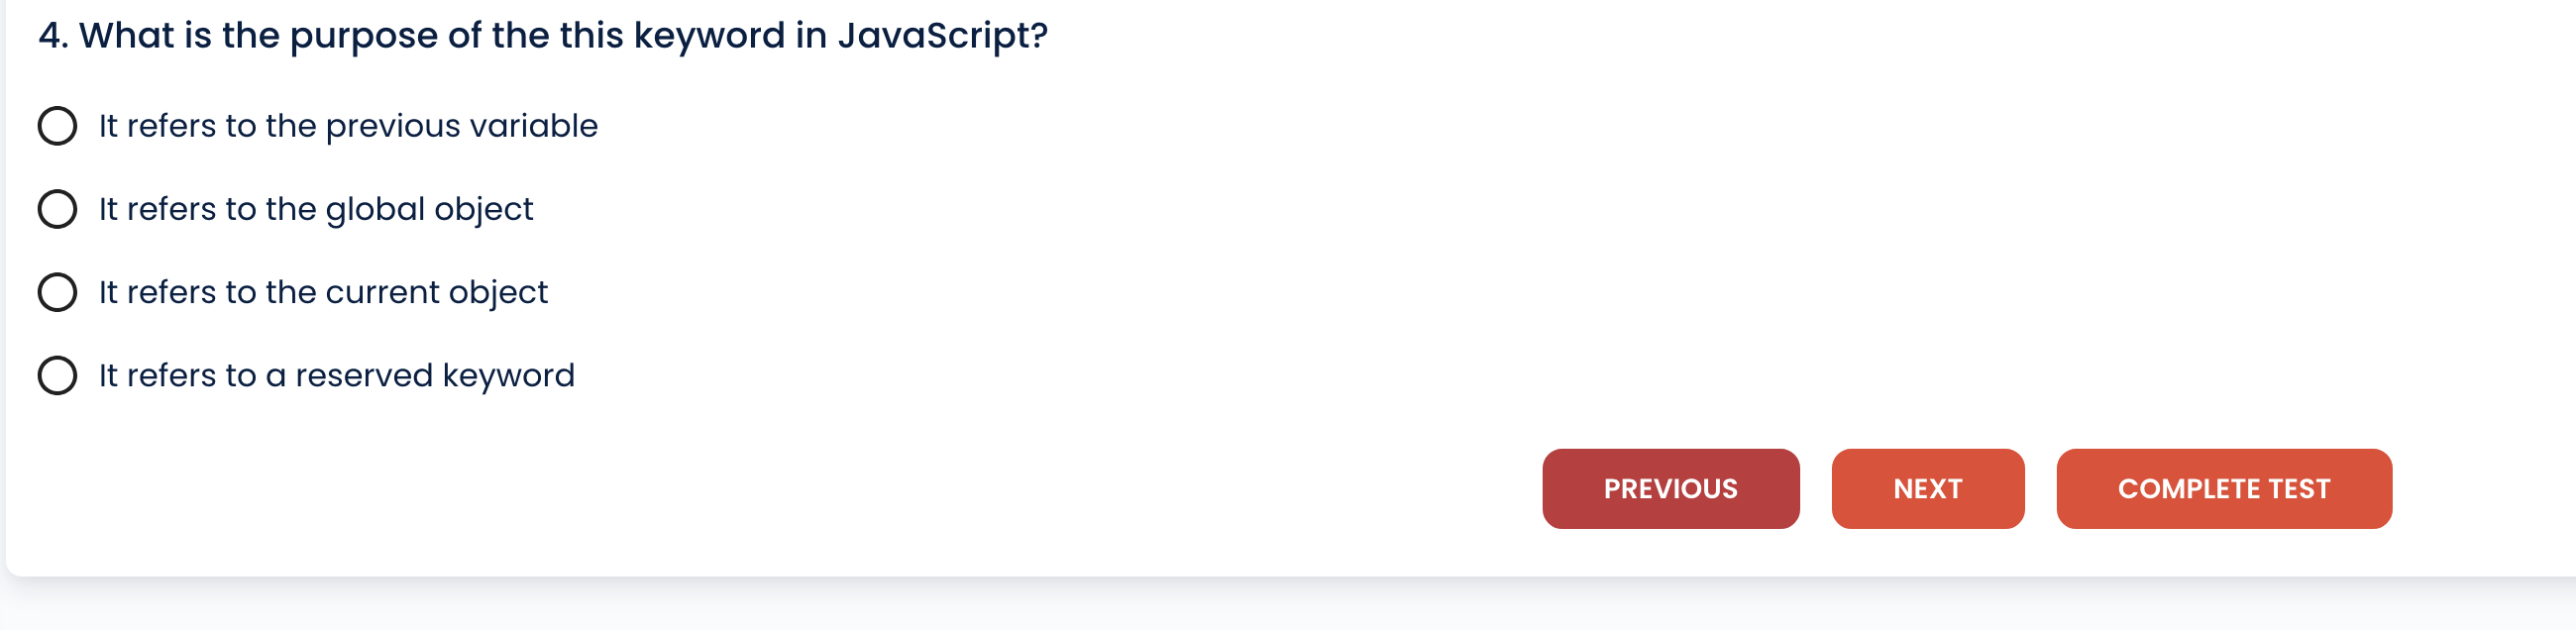 4. What is the purpose of the this keyword in JavaScript?
It refers to the previous variable
It refers to the global object
It refers to the current object
It refers to a reserved keyword
PREVIOUS NEXT COMPLETE TEST